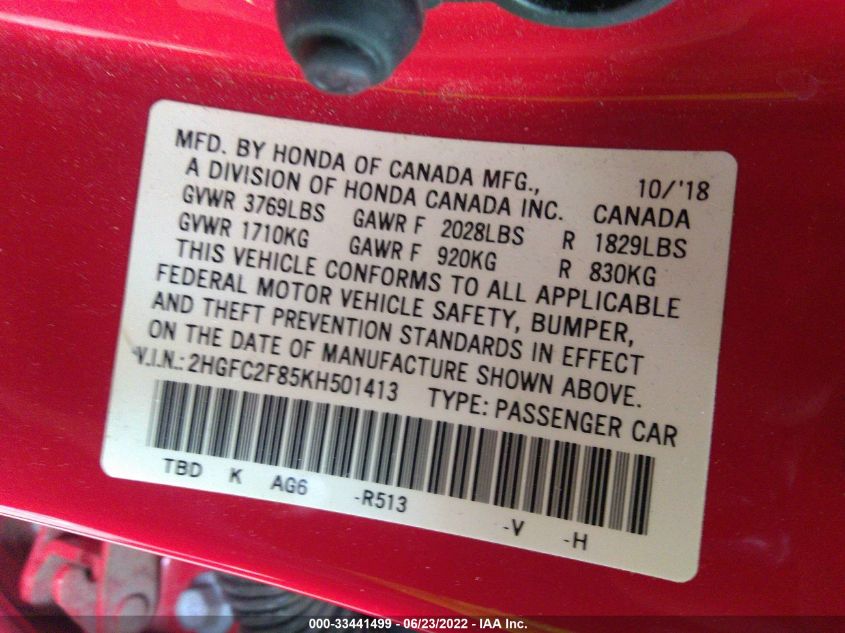 MFD. BY HONDA OF CANADA MFG., 10/'18
A DIVISION OF HONDA CANADA INC. CANADA
GVWR 3769LBS GAWR F 2028LBS R 1829LBS
GVWR 1710KG GAWR F 920KG R 830KG
THIS VEHICLE CONFORMS TO ALL APPLICABLE
FEDERAL MOTOR VEHICLE SAFETY, BUMPER,
AND THEFT PREVENTION STANDARDS IN EFFECT
ON THE DATE OF MANUFACTURE SHOWN ABOVE.
V.I.N.: 2HGFC2F85KH501413 TYPE: PASSENGER CAR
TBD K AG6 -R513 -V -H
000-33441499 - 06/23/2022 - IAA Inc.